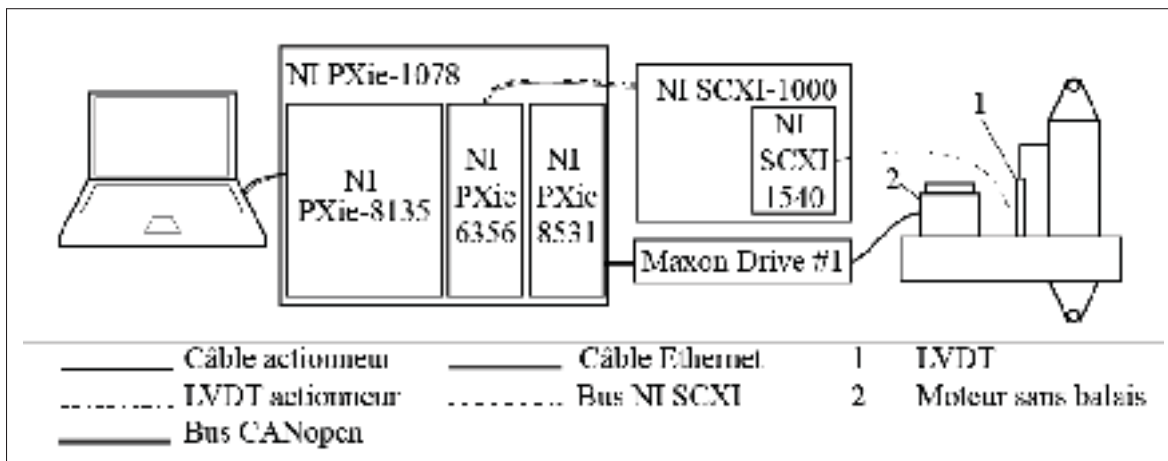 NI PXie-1078
NI
PXie-8135
NI
PXie
6356
NI
PXie
8531
NI SCXI-1000
NI
SCXI
1540
Maxon Drive #1
1
2
Câble actionneur
Câble Ethernet
1 LVDT
LVDT actionneur
Bus NI SCXI
2 Moteur sans balais
Bus CANopen